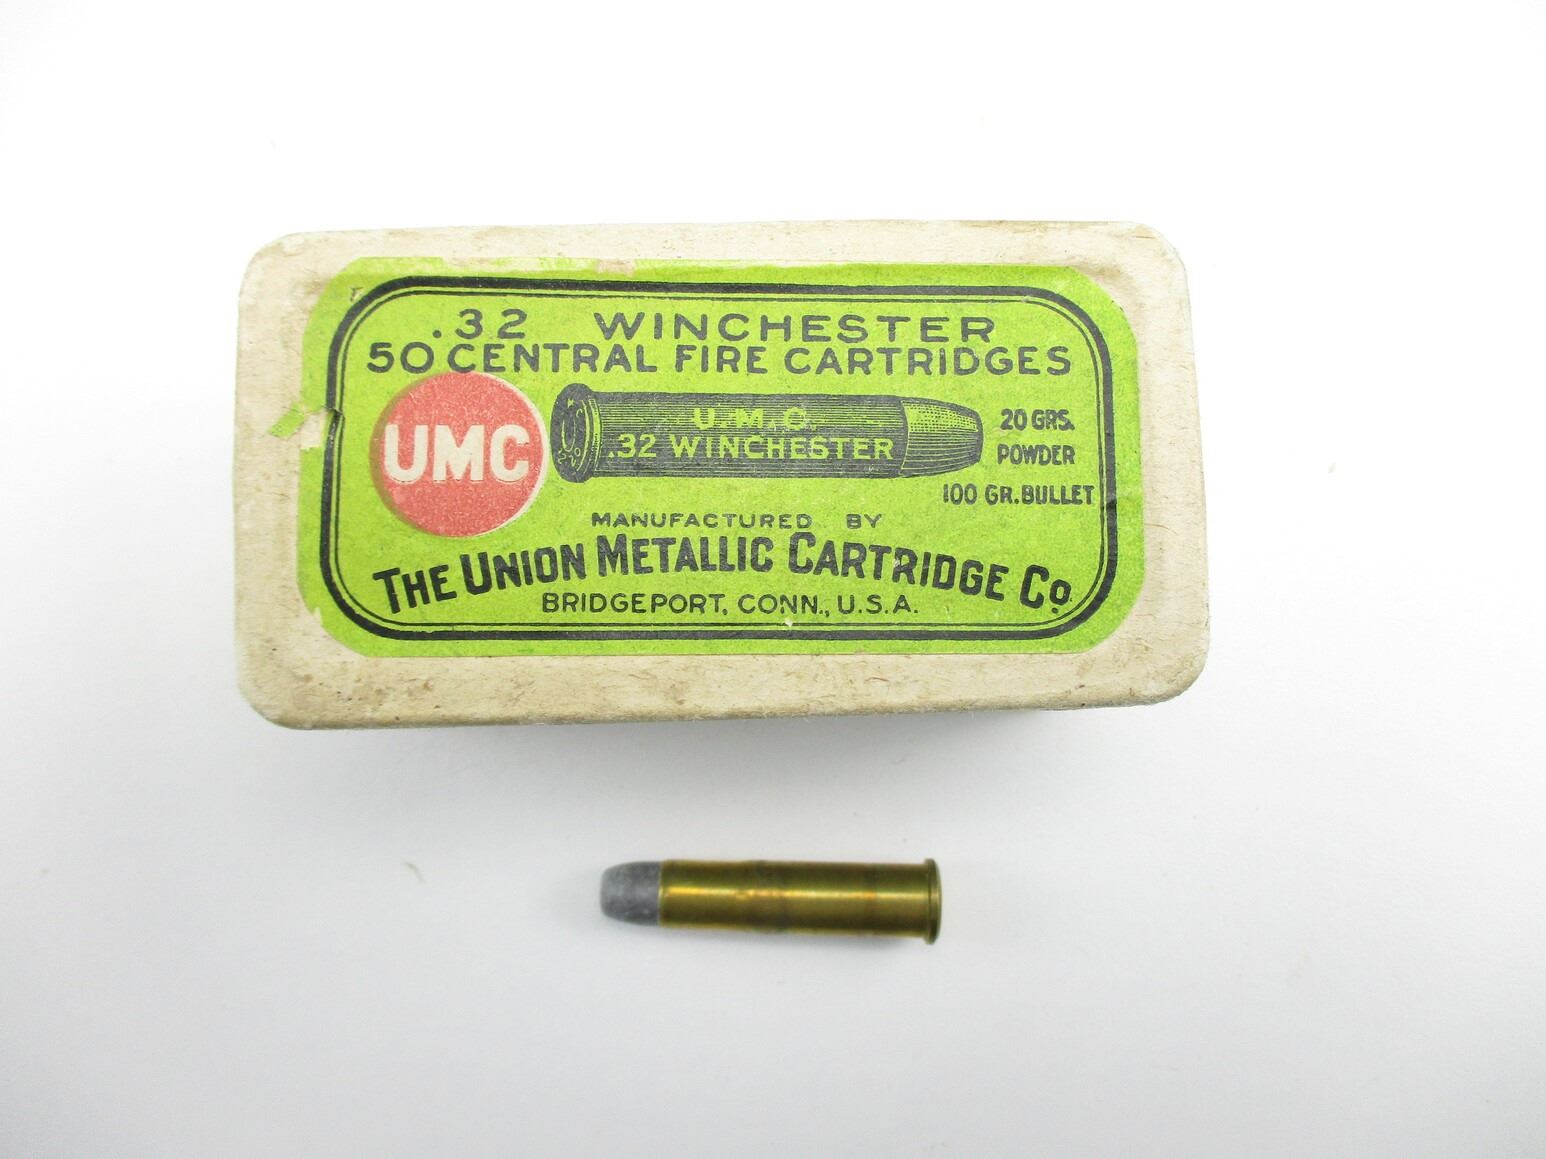 .32 WINCHESTER
50 CENTRAL FIRE CARTRIDGES
UMC
U.M.C.
.32 WINCHESTER
20 GRS.
POWDER
100 GR. BULLET
MANUFACTURED BY
THE UNION METALLIC CARTRIDGE CO.
BRIDGEPORT, CONN., U.S.A.